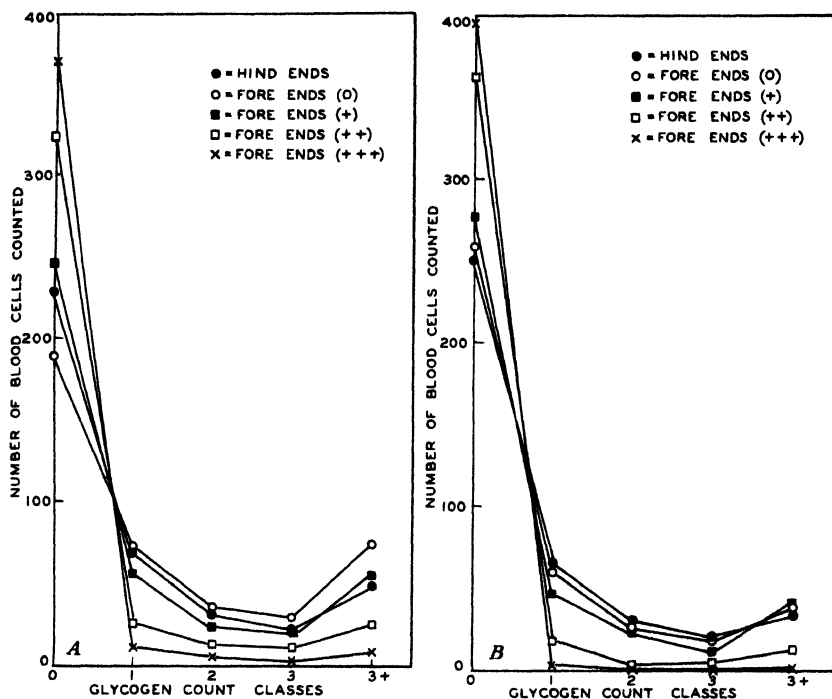 400
300
200
100
0
NUMBER OF BLOOD CELLS COUNTED
●=HIND ENDS
○=FORE ENDS (0)
■=FORE ENDS (+)
□=FORE ENDS (++)
×=FORE ENDS (+++)
A
0 1 2 3 3+
GLYCOGEN COUNT CLASSES
400
300
200
100
0
NUMBER OF BLOOD CELLS COUNTED
●=HIND ENDS
○=FORE ENDS (0)
■=FORE ENDS (+)
□=FORE ENDS (++)
×=FORE ENDS (+++)
B
0 1 2 3 3+
GLYCOGEN COUNT CLASSES